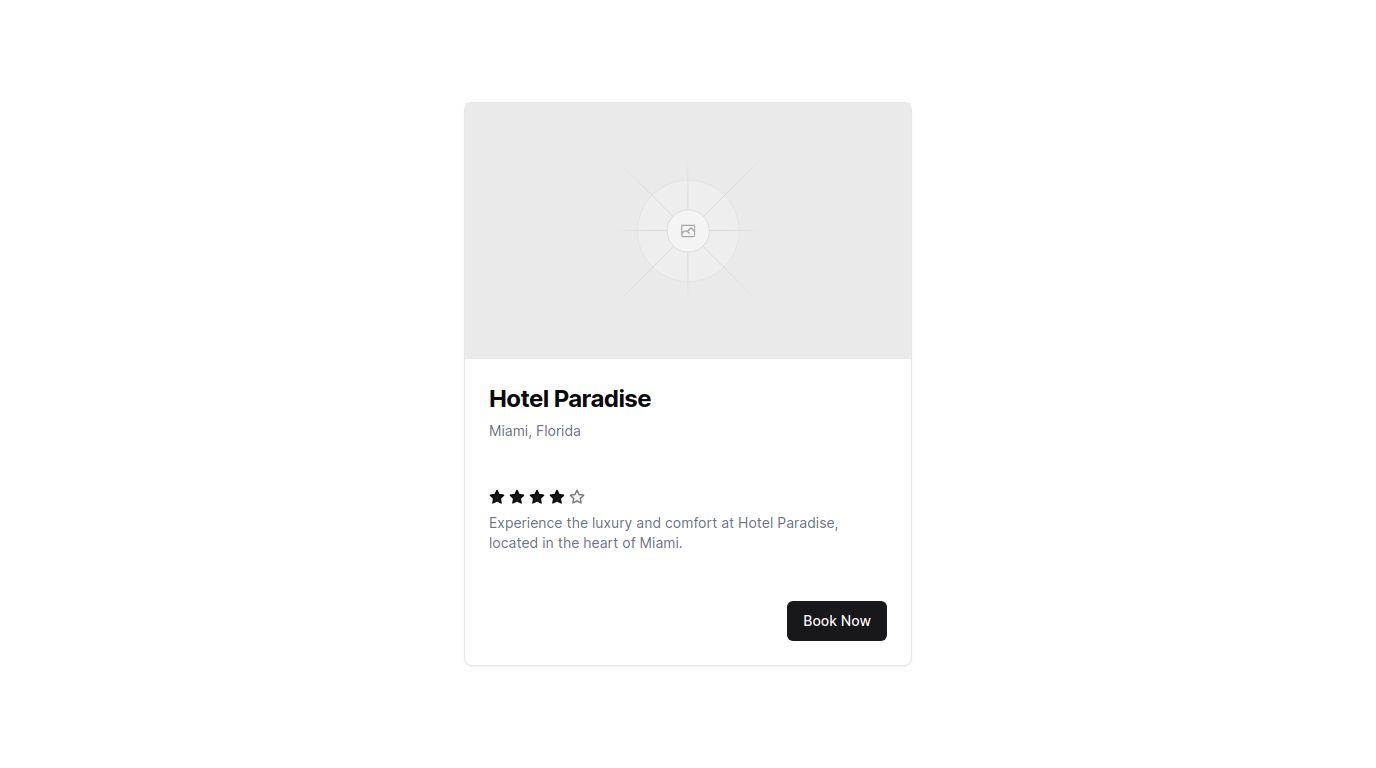 Hotel Paradise
Miami, Florida
Experience the luxury and comfort at Hotel Paradise,
located in the heart of Miami.
Book Now